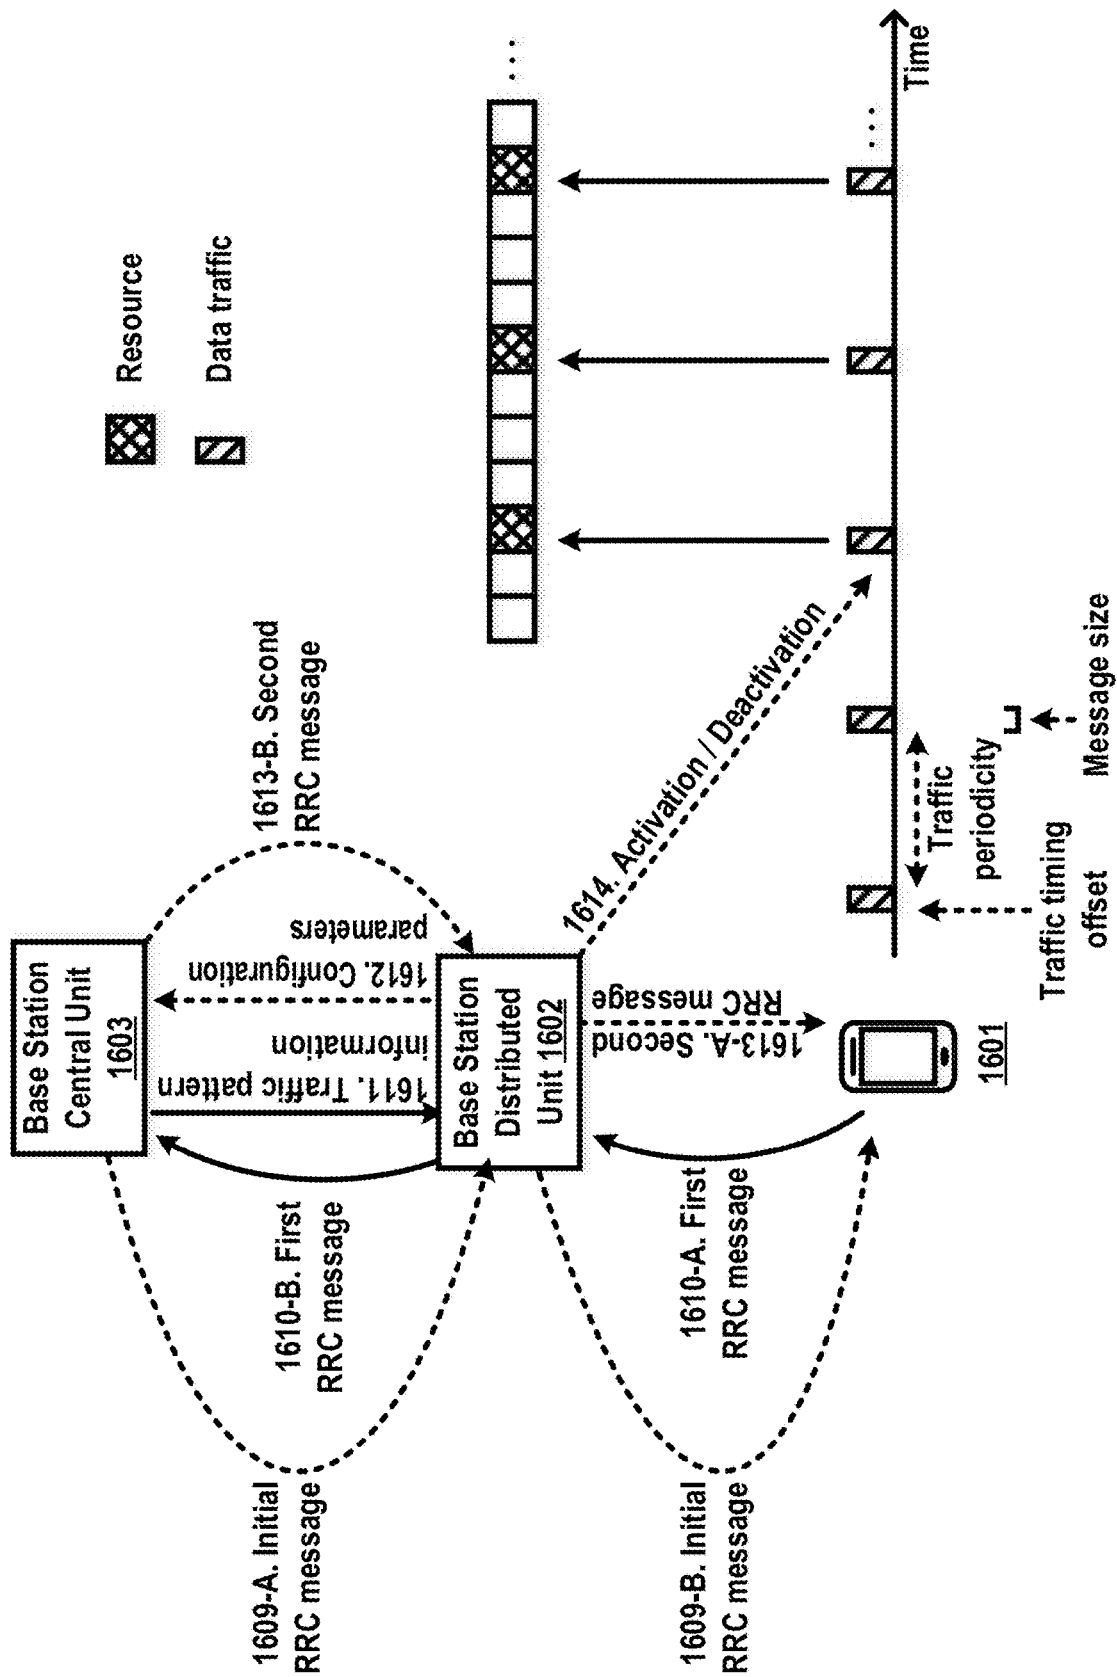 Base Station
Central Unit
1603
1609-A. Initial
RRC message
1610-B. First
RRC message
1611. Traffic pattern
information
1612. Configuration
parameters
1613-B. Second
RRC message
Base Station
Distributed
Unit 1602
1609-B. Initial
RRC message
1610-A. First
RRC message
1613-A. Second
RRC message
1614. Activation / Deactivation
1601
Resource
Data traffic
. . .
. . .
Time
Traffic
periodicity
Traffic timing
offset
Message size